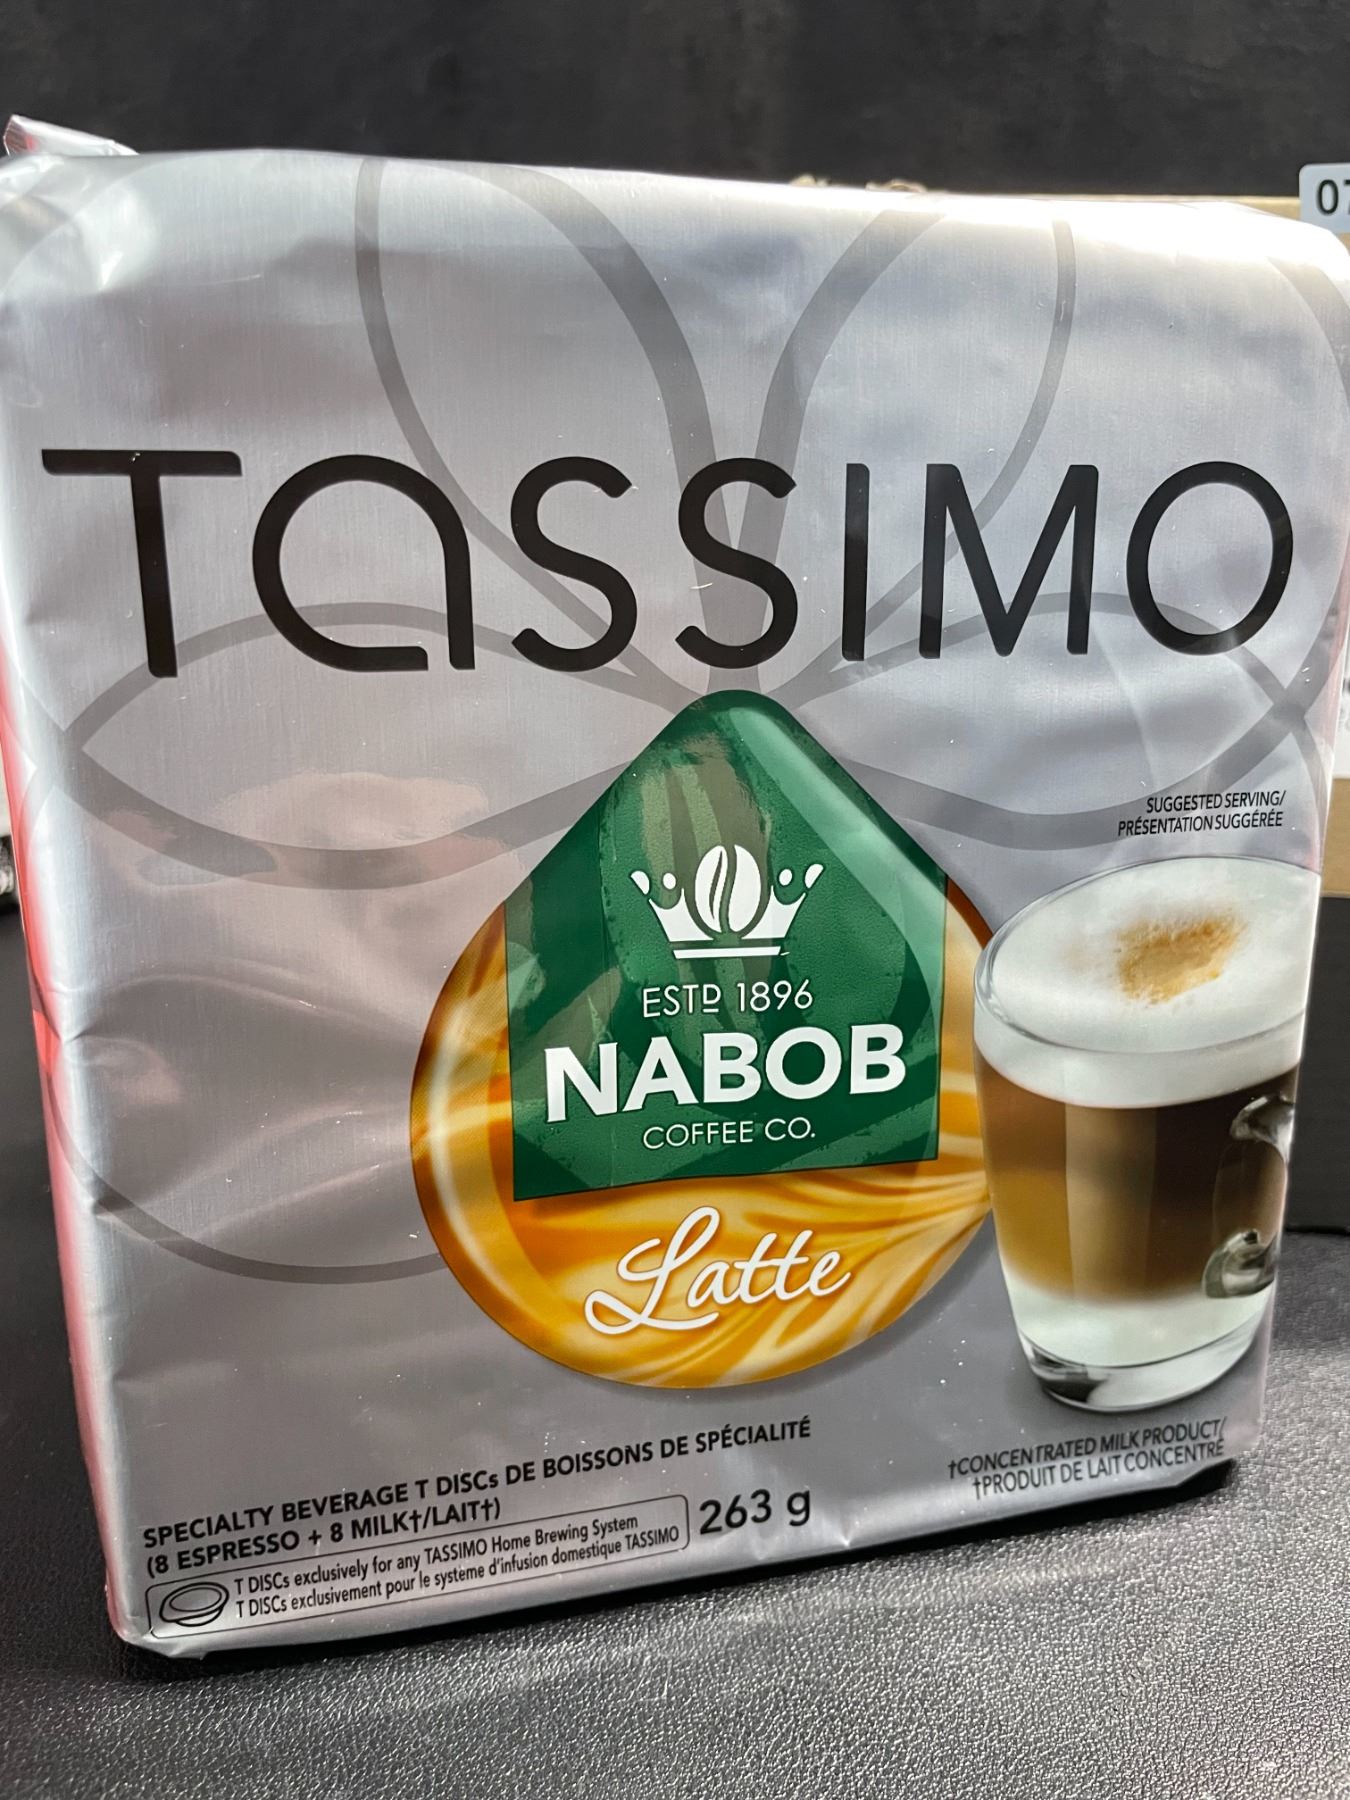 07
TASSIMO
SUGGESTED SERVING/
PRÉSENTATION SUGGÉRÉE
ESTD 1896
NABOB
COFFEE CO.
Latte
SPECIALTY BEVERAGE T DISCs DE BOISSONS DE SPÉCIALITÉ
(8 ESPRESSO + 8 MILK†/LAIT†)
T DISCs exclusively for any TASSIMO Home Brewing System
T DISCs exclusivement pour le système d'infusion domestique TASSIMO
263 g
†CONCENTRATED MILK PRODUCT/
†PRODUIT DE LAIT CONCENTRÉ